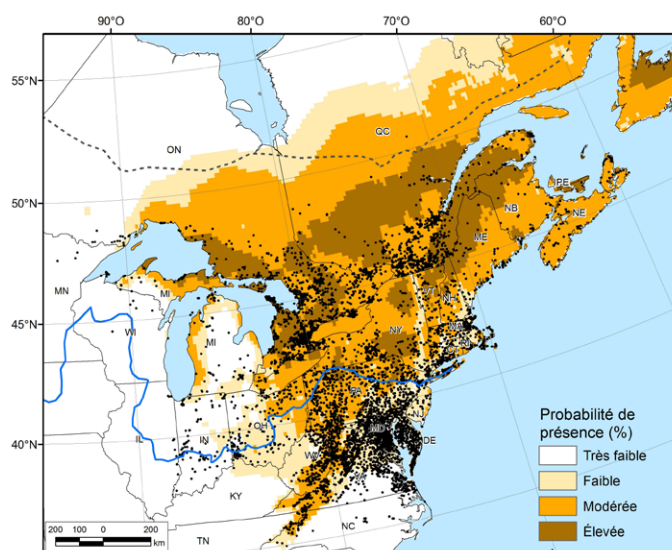 90°O
80°O
70°O
60°O
55°N
50°N
45°N
40°N
ON
QC
PE
NB
NE
ME
MN
MI
WI
MI
VT
NH
NY
MA
RI
PA
NJ
OH
IL
IN
MD
DE
WV
VA
KY
NC
TN
Probabilité de
présence (%)
Très faible
Faible
Modérée
Élevée
200 100 0 200
km